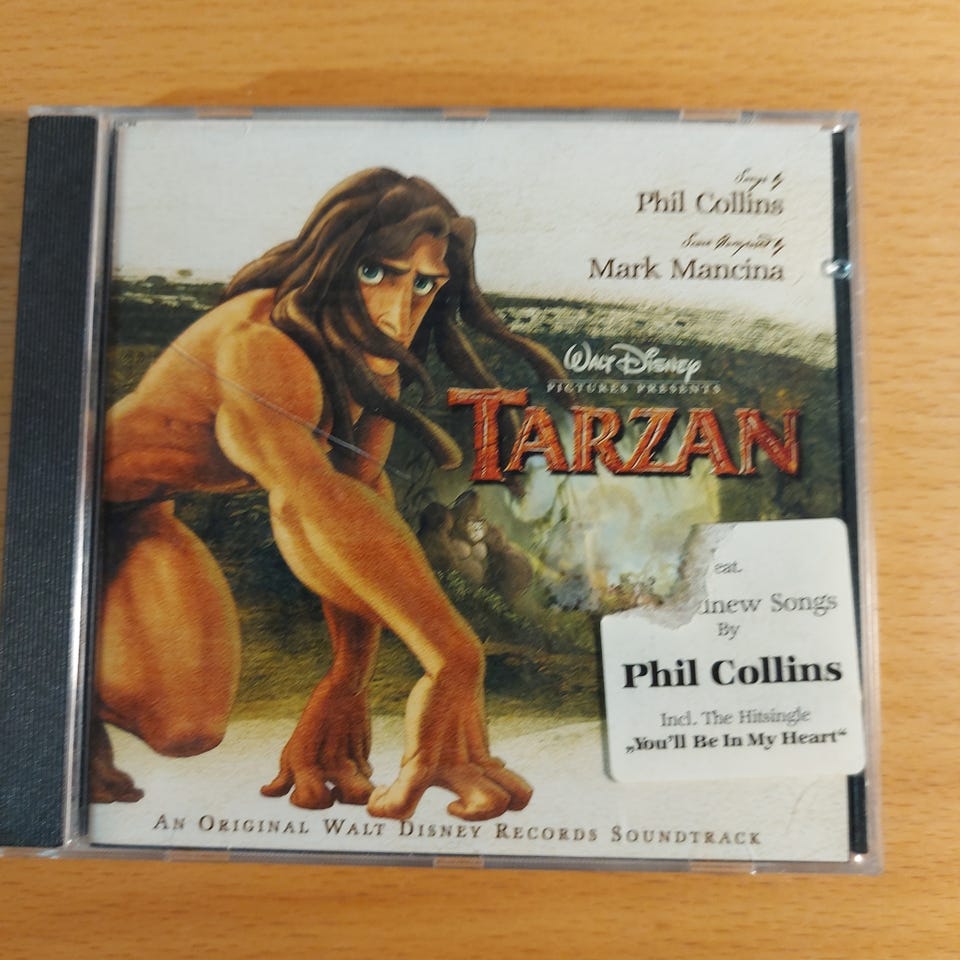 Songs by
Phil Collins
Score Composed by
Mark Mancina
Walt Disney
PICTURES PRESENTS
TARZAN
eat.
dnew Songs
By
Phil Collins
Incl. The Hitsingle
„You'll Be In My Heart“
AN ORIGINAL WALT DISNEY RECORDS SOUNDTRACK